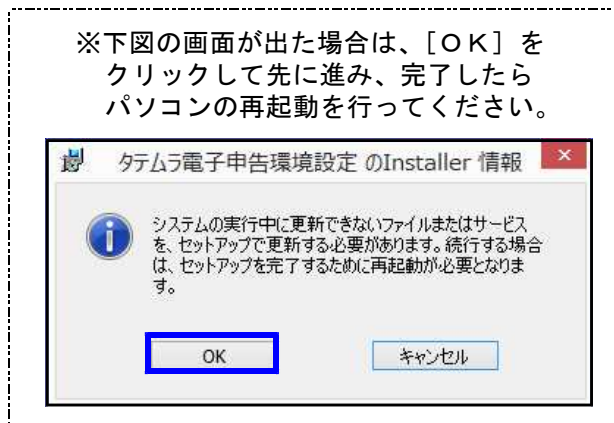 ※下図の画面が出た場合は、[OK]を
クリックして先に進み、完了したら
パソコンの再起動を行ってください。
タテムラ電子申告環境設定 のInstaller 情報
システムの実行中に更新できないファイルまたはサービス
を、セットアップで更新する必要があります。続行する場合
は、セットアップを完了するために再起動が必要となりま
す。
OK
キャンセル